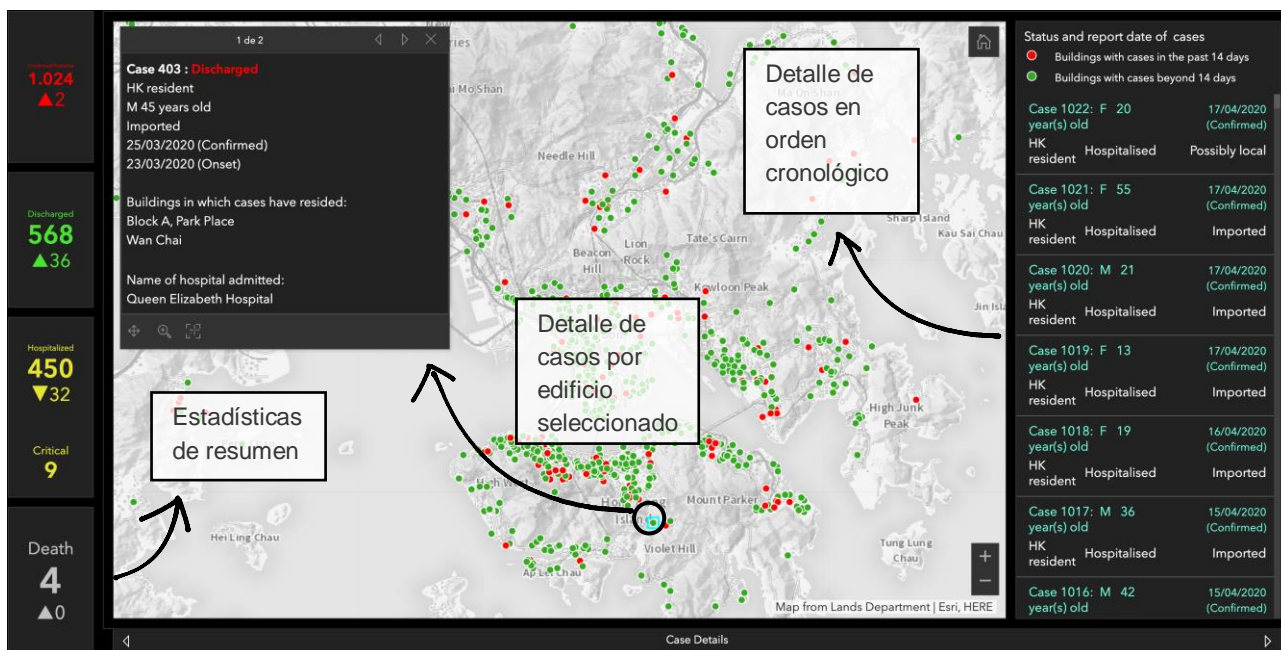 Confirmed/Probable
1.024
▲2
Discharged
568
▲36
Hospitalized
450
▼32
Critical
9
Death
4
▲0
1 de 2
Case 403 : Discharged
HK resident
M 45 years old
Imported
25/03/2020 (Confirmed)
23/03/2020 (Onset)
Buildings in which cases have resided:
Block A, Park Place
Wan Chai
Name of hospital admitted:
Queen Elizabeth Hospital
Needle Hill
Ma On Shan
Sharp Island
Kau Sai Chau
Tate's Cairn
Lion
Rock
Beacon
Hill
Kowloon Peak
High Junk
Peak
High West
Mount Parker
Violet Hill
Ap Lei Chau
Hei Ling Chau
Tung Lung
Chau
Detalle de
casos en
orden
cronológico
Detalle de
casos por
edificio
seleccionado
Estadísticas
de resumen
+
−
Map from Lands Department | Esri, HERE
Case Details
Status and report date of cases
Buildings with cases in the past 14 days
Buildings with cases beyond 14 days
Case 1022: F 20 17/04/2020
year(s) old (Confirmed)
HK
resident Hospitalised Possibly local
Case 1021: F 55 17/04/2020
year(s) old (Confirmed)
HK
resident Hospitalised Imported
Case 1020: M 21 17/04/2020
year(s) old (Confirmed)
HK
resident Hospitalised Imported
Case 1019: F 13 17/04/2020
year(s) old (Confirmed)
HK
resident Hospitalised Imported
Case 1018: F 19 16/04/2020
year(s) old (Confirmed)
HK
resident Hospitalised Imported
Case 1017: M 36 15/04/2020
year(s) old (Confirmed)
HK
resident Hospitalised Imported
Case 1016: M 42 15/04/2020
year(s) old (Confirmed)